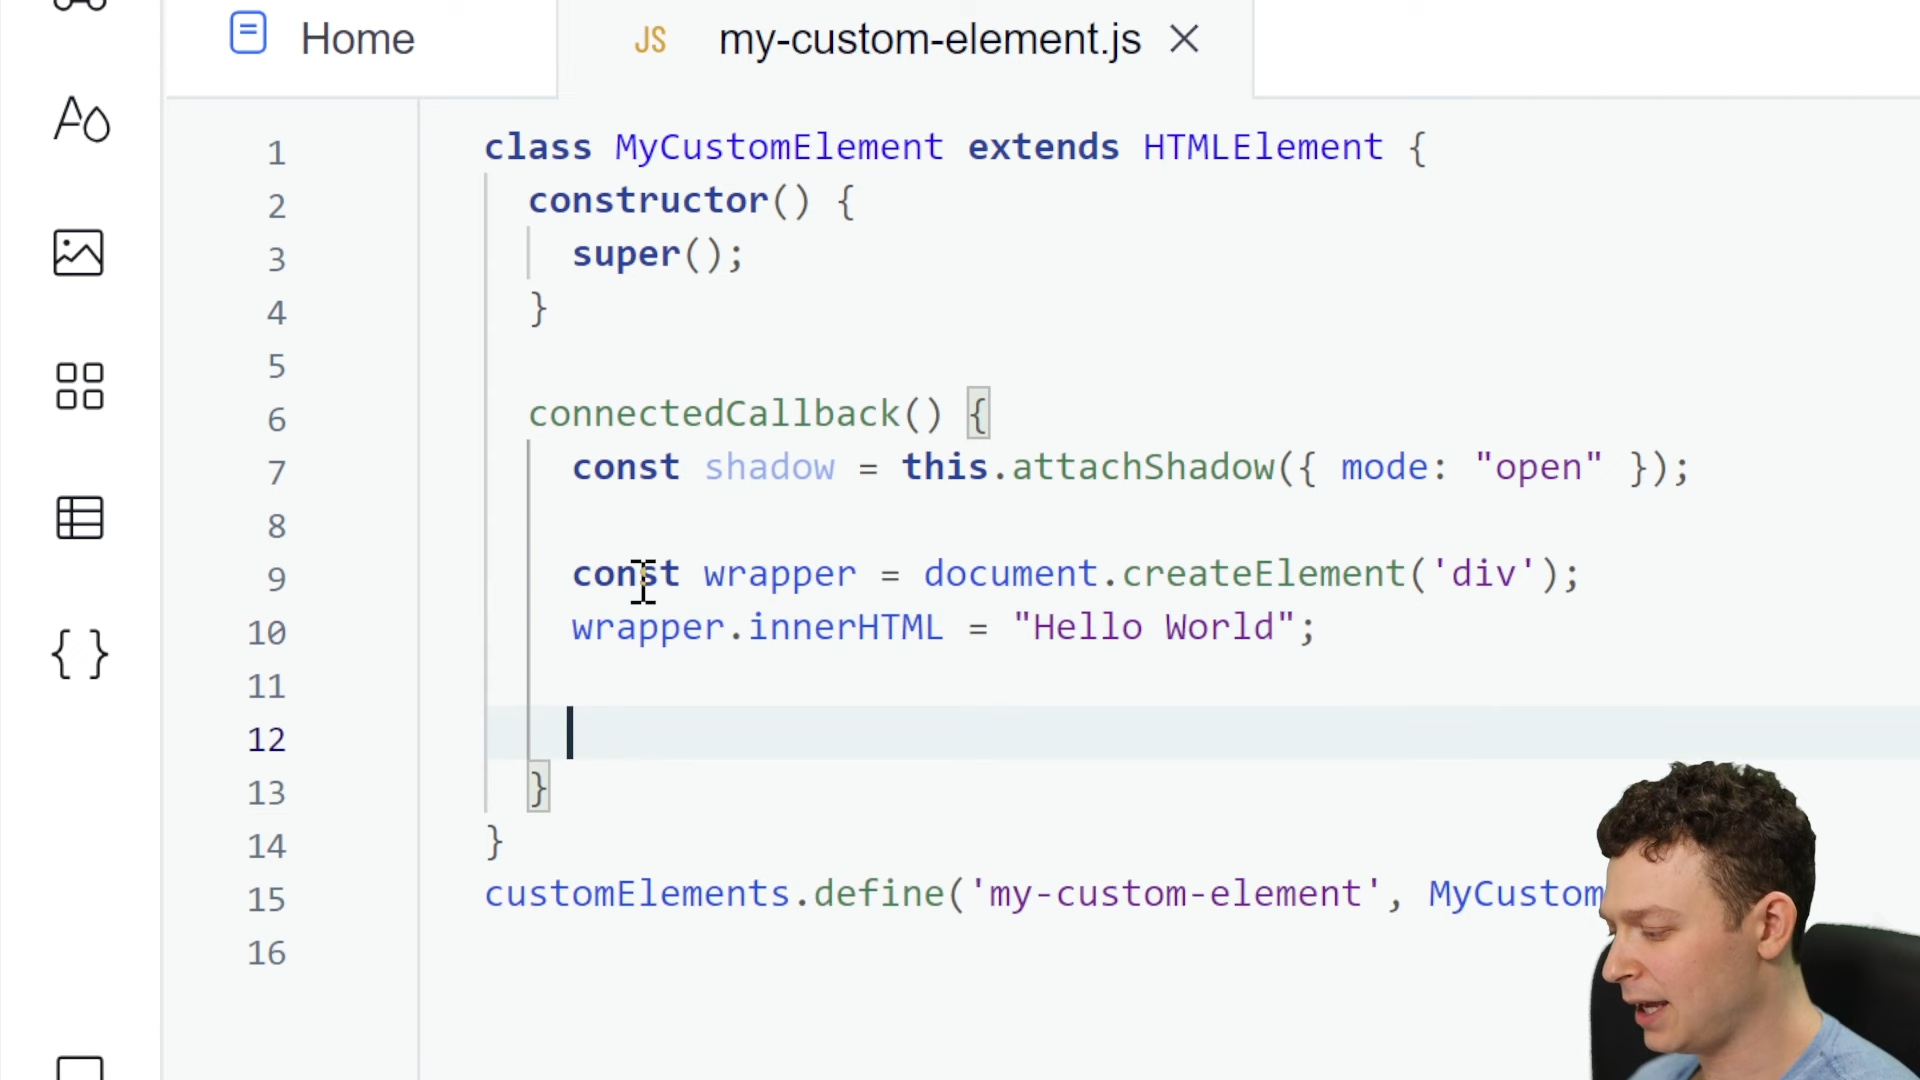 Home
JS my-custom-element.js
1 class MyCustomElement extends HTMLElement {
2 constructor() {
3 super();
4 }
5
6 connectedCallback() {
7 const shadow = this.attachShadow({ mode: "open" });
8
9 const wrapper = document.createElement('div');
10 wrapper.innerHTML = "Hello World";
11
12
13 }
14 }
15 customElements.define('my-custom-element', MyCustom
16